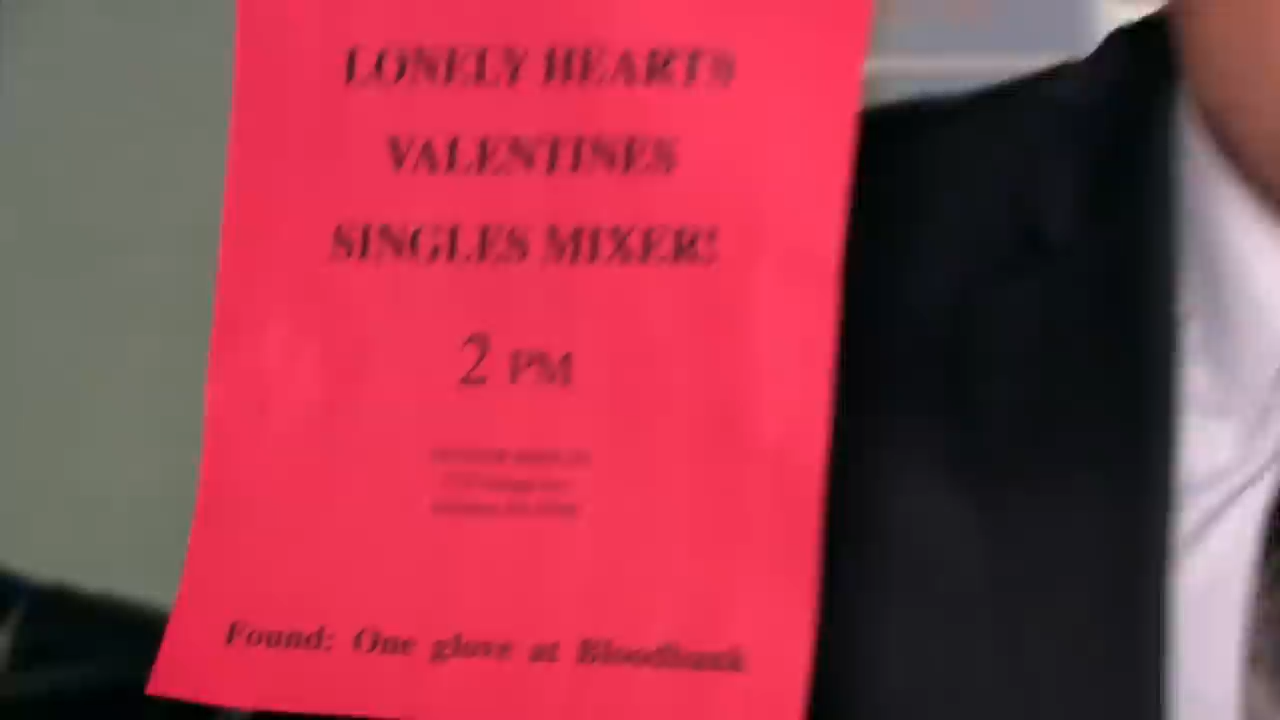 LONELY HEARTS
VALENTINES
SINGLES MIXER!
2 PM
Found: One glove at Bloodbank